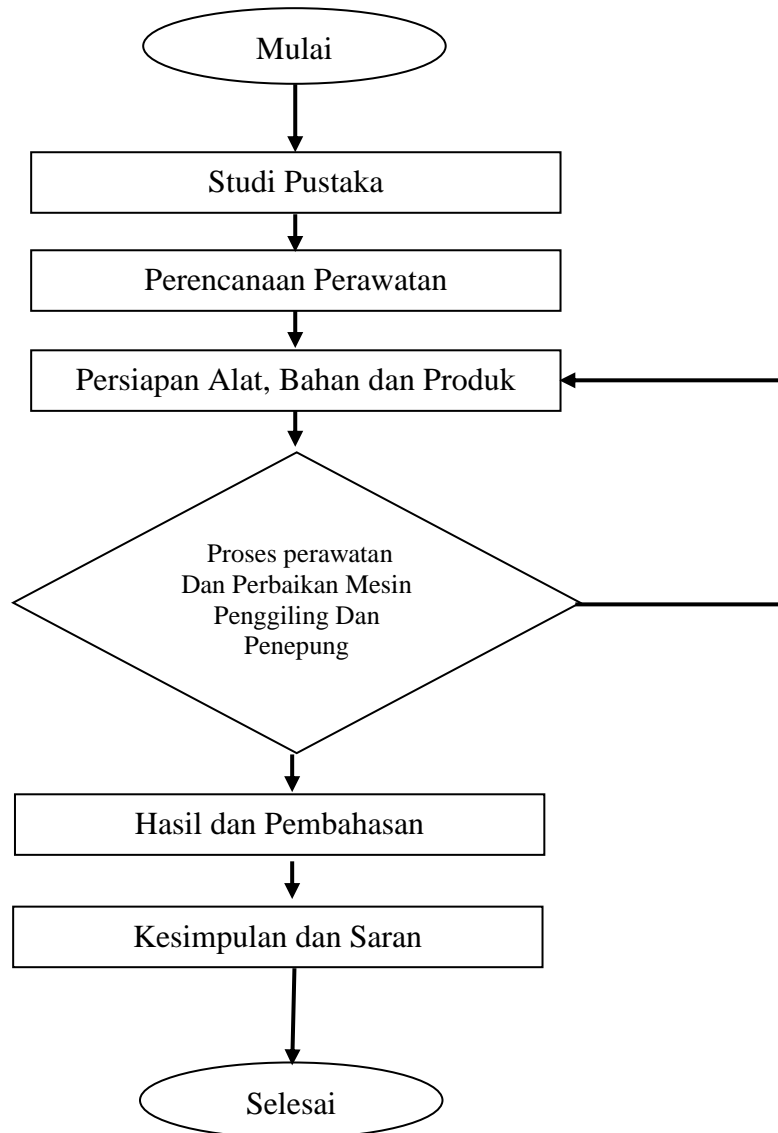 Mulai
Studi Pustaka
Perencanaan Perawatan
Persiapan Alat, Bahan dan Produk
Proses perawatan
Dan Perbaikan Mesin
Penggiling Dan
Penepung
Hasil dan Pembahasan
Kesimpulan dan Saran
Selesai